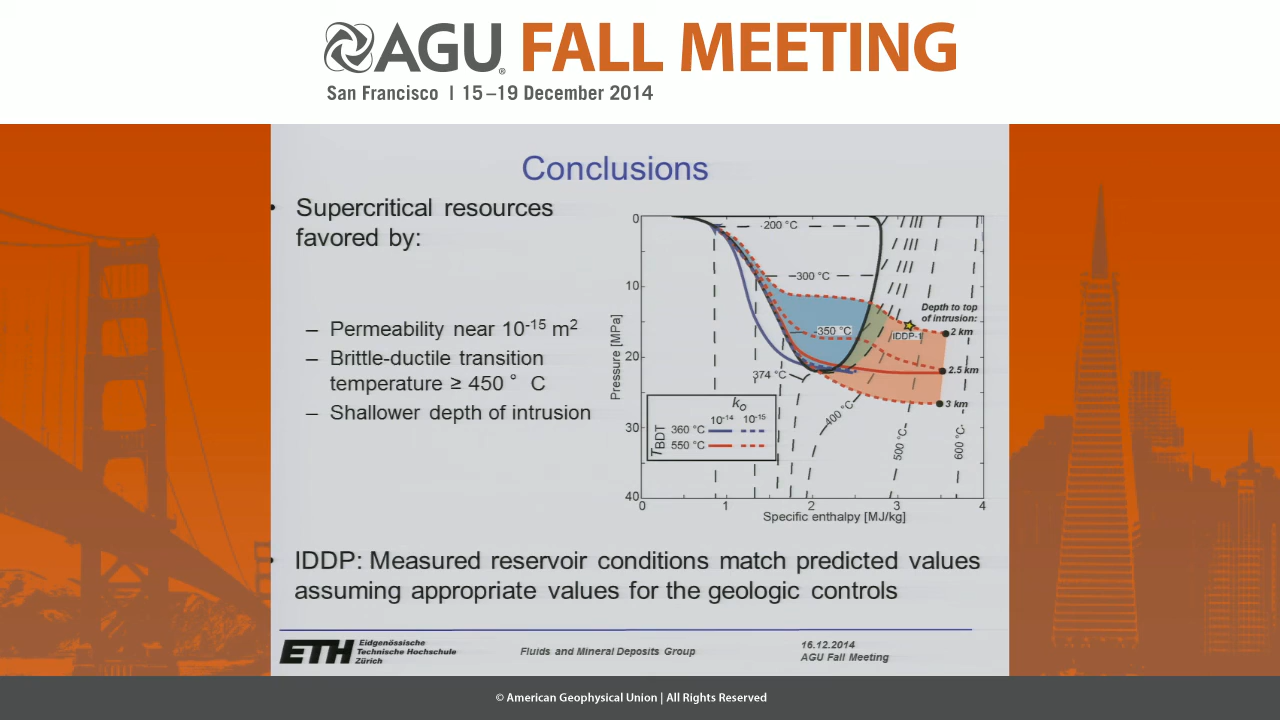 AGU FALL MEETING
San Francisco | 15–19 December 2014
Conclusions
• Supercritical resources
favored by:
– Permeability near 10⁻¹⁵ m²
– Brittle-ductile transition
temperature ≥ 450 ° C
– Shallower depth of intrusion
0
10
20
30
40
Pressure [MPa]
200 °C
300 °C
350 °C
374 °C
400 °C
500 °C
600 °C
Depth to top
of intrusion:
IDDP-1
2 km
2.5 km
3 km
k₀
10⁻¹⁴ 10⁻¹⁵
T BDT
360 °C
550 °C
0 1 2 3 4
Specific enthalpy [MJ/kg]
• IDDP: Measured reservoir conditions match predicted values
assuming appropriate values for the geologic controls
ETH Eidgenössische
Technische Hochschule
Zürich
Fluids and Mineral Deposits Group
16.12.2014
AGU Fall Meeting
© American Geophysical Union | All Rights Reserved